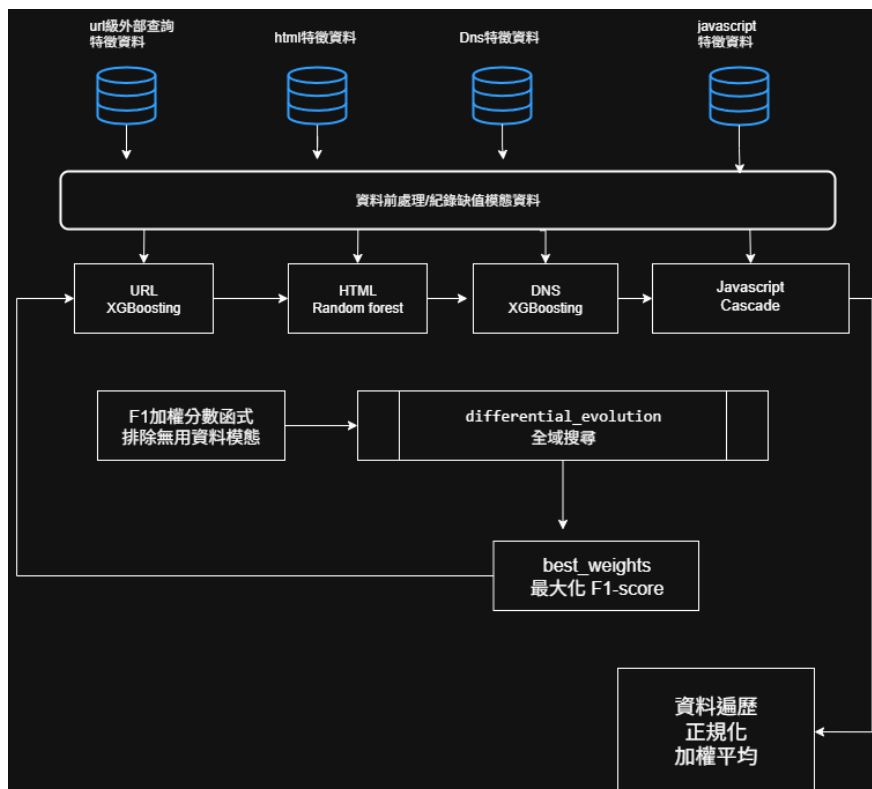 url級外部查詢
特徵資料
html特徵資料
Dns特徵資料
javascript
特徵資料
資料前處理/紀錄缺值模態資料
URL
XGBoosting
HTML
Random forest
DNS
XGBoosting
Javascript
Cascade
F1加權分數函式
排除無用資料模態
differential_evolution
全域搜尋
best_weights
最大化 F1-score
資料遍歷
正規化
加權平均